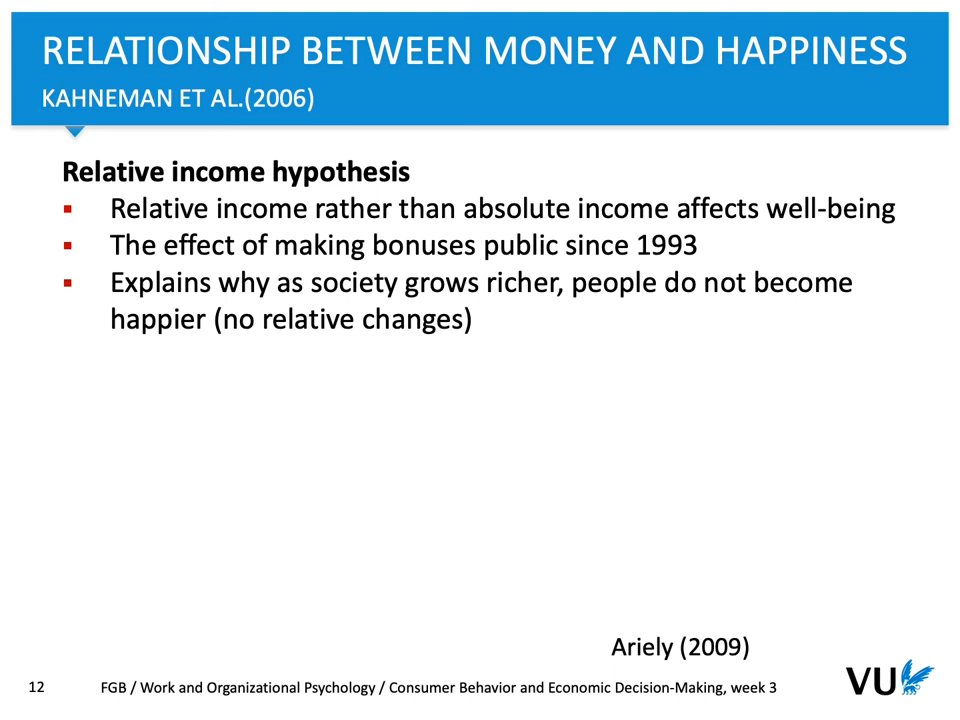 RELATIONSHIP BETWEEN MONEY AND HAPPINESS
KAHNEMAN ET AL.(2006)
Relative income hypothesis
▪ Relative income rather than absolute income affects well-being
▪ The effect of making bonuses public since 1993
▪ Explains why as society grows richer, people do not become
happier (no relative changes)
Ariely (2009)
12 FGB / Work and Organizational Psychology / Consumer Behavior and Economic Decision-Making, week 3
VU